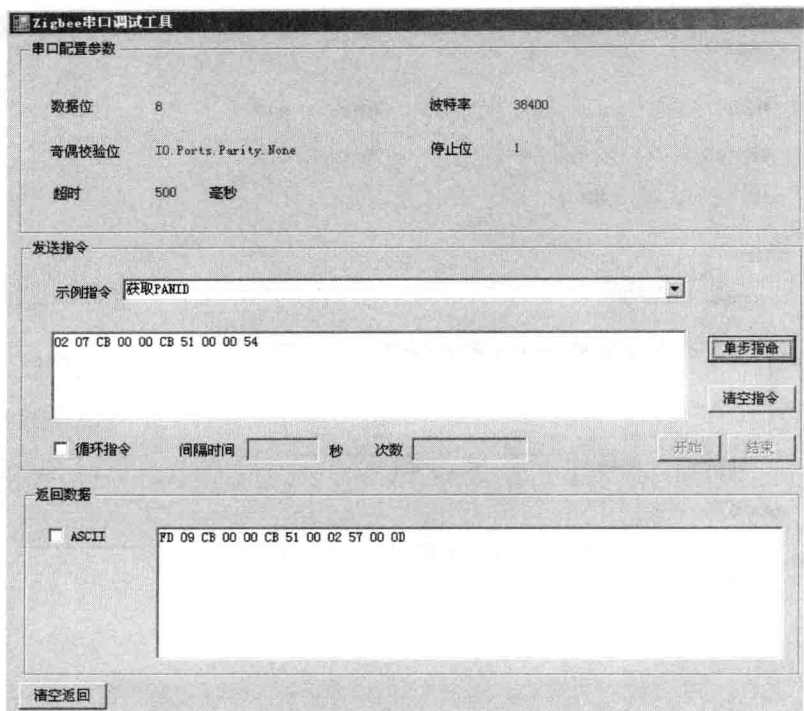 Zigbee串口调试工具
串口配置参数
数据位 8 波特率 38400
奇偶校验位 IO.Ports.Parity.None 停止位 1
超时 500 毫秒
发送指令
示例指令 获取PANID
02 07 CB 00 00 CB 51 00 00 54
单步指命
清空指令
循环指令 间隔时间 秒 次数 开始 结束
返回数据
ASCII FD 09 CB 00 00 CB 51 00 02 57 00 0D
清空返回